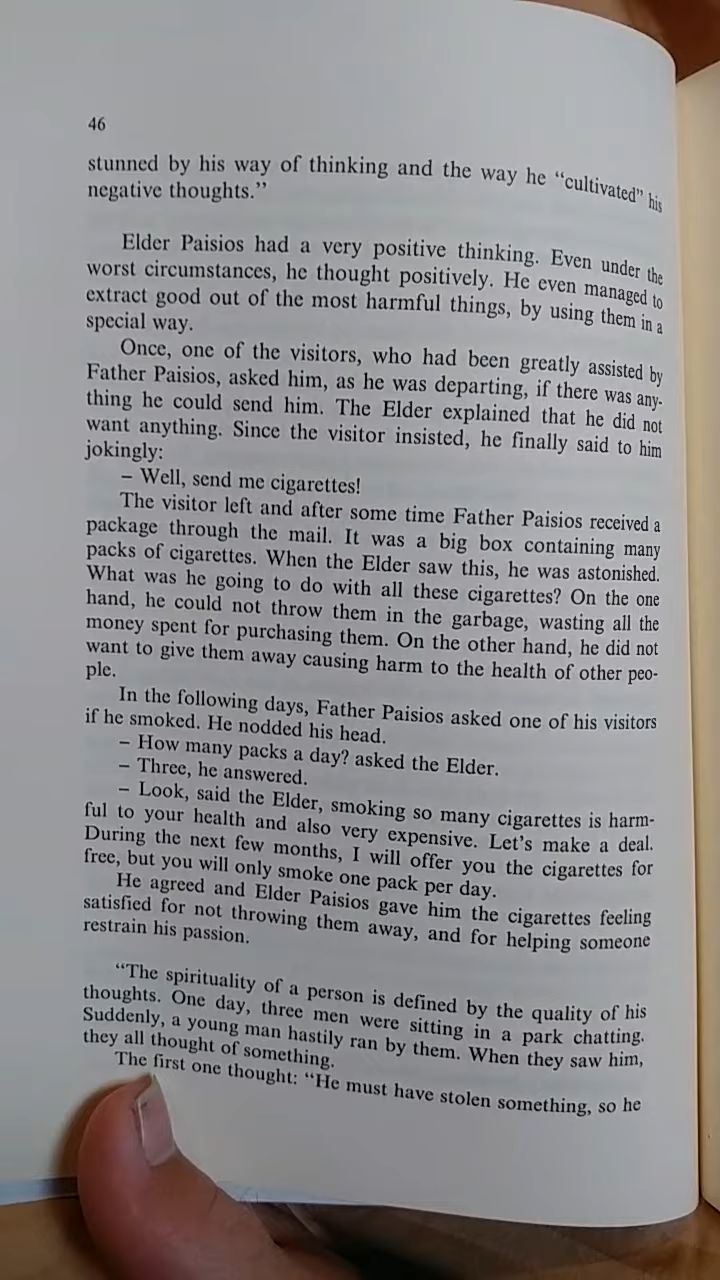 46
stunned by his way of thinking and the way he “cultivated” his
negative thoughts.”
Elder Paisios had a very positive thinking. Even under the
worst circumstances, he thought positively. He even managed to
extract good out of the most harmful things, by using them in a
special way.
Once, one of the visitors, who had been greatly assisted by
Father Paisios, asked him, as he was departing, if there was any-
thing he could send him. The Elder explained that he did not
want anything. Since the visitor insisted, he finally said to him
jokingly:
– Well, send me cigarettes!
The visitor left and after some time Father Paisios received a
package through the mail. It was a big box containing many
packs of cigarettes. When the Elder saw this, he was astonished.
What was he going to do with all these cigarettes? On the one
hand, he could not throw them in the garbage, wasting all the
money spent for purchasing them. On the other hand, he did not
want to give them away causing harm to the health of other peo-
ple.
In the following days, Father Paisios asked one of his visitors
if he smoked. He nodded his head.
– How many packs a day? asked the Elder.
– Three, he answered.
– Look, said the Elder, smoking so many cigarettes is harm-
ful to your health and also very expensive. Let’s make a deal.
During the next few months, I will offer you the cigarettes for
free, but you will only smoke one pack per day.
He agreed and Elder Paisios gave him the cigarettes feeling
satisfied for not throwing them away, and for helping someone
restrain his passion.
“The spirituality of a person is defined by the quality of his
thoughts. One day, three men were sitting in a park chatting.
Suddenly, a young man hastily ran by them. When they saw him,
they all thought of something.
The first one thought: “He must have stolen something, so he